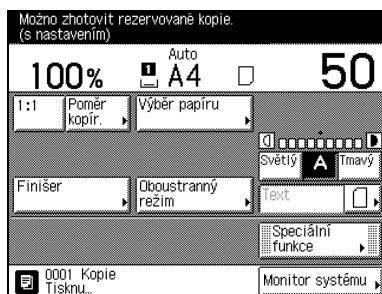 Možno zhotovit rezervované kopie.
(s nastavením)
100%
1
Auto
A4
50
1:1
Poměr
kopír.
Výběr papíru
Světlý
A
Tmavý
Finišer
Oboustranný
režim
Text
Speciální
funkce
0001 Kopie
Tisknu…
Monitor systému